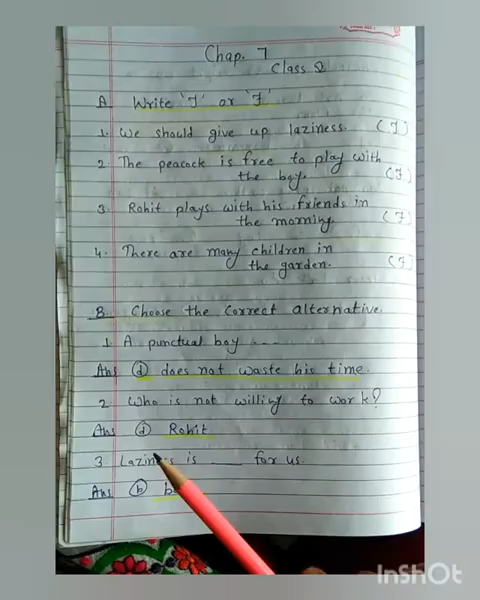 Chap. 7
Class 2
A Write 'T' or 'F'
1. We should give up laziness. (T)
2. The peacock is free to play with
the boy. (F)
3 Rohit plays with his friends in
the morning. (F)
4. There are many children in
the garden. (F)
B. Choose the correct alternative.
1. A punctual boy ...
Ans (d) does not waste his time.
2. Who is not willing to work?
Ans (d) Rohit
3 Laziness is ___ for us.
Ans (b)
InShOt